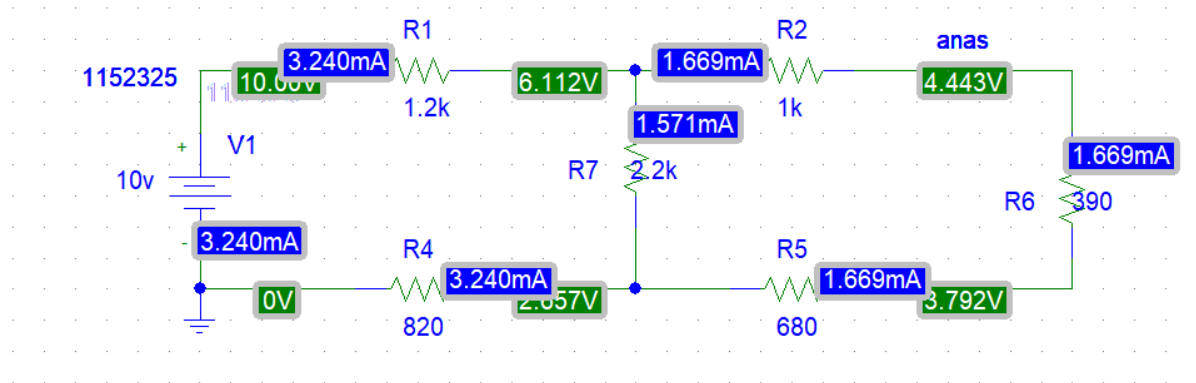 R1
R2
anas
1152325
3.240mA
1.669mA
10.00V
6.112V
4.443V
1.2k
1k
1.571mA
+
V1
1.669mA
R7
2.2k
10v
R6
390
-
3.240mA
R4
R5
3.240mA
1.669mA
0V
2.657V
3.792V
820
680